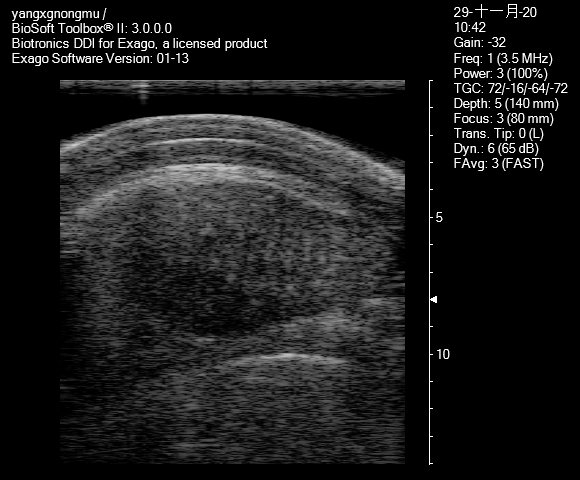 yangxgnongmu /
BioSoft Toolbox® II: 3.0.0.0
Biotronics DDI for Exago, a licensed product
Exago Software Version: 01-13
29-十一月-20
10:42
Gain: -32
Freq: 1 (3.5 MHz)
Power: 3 (100%)
TGC: 72/-16/-64/-72
Depth: 5 (140 mm)
Focus: 3 (80 mm)
Trans. Tip: 0 (L)
Dyn.: 6 (65 dB)
FAvg: 3 (FAST)
5
10